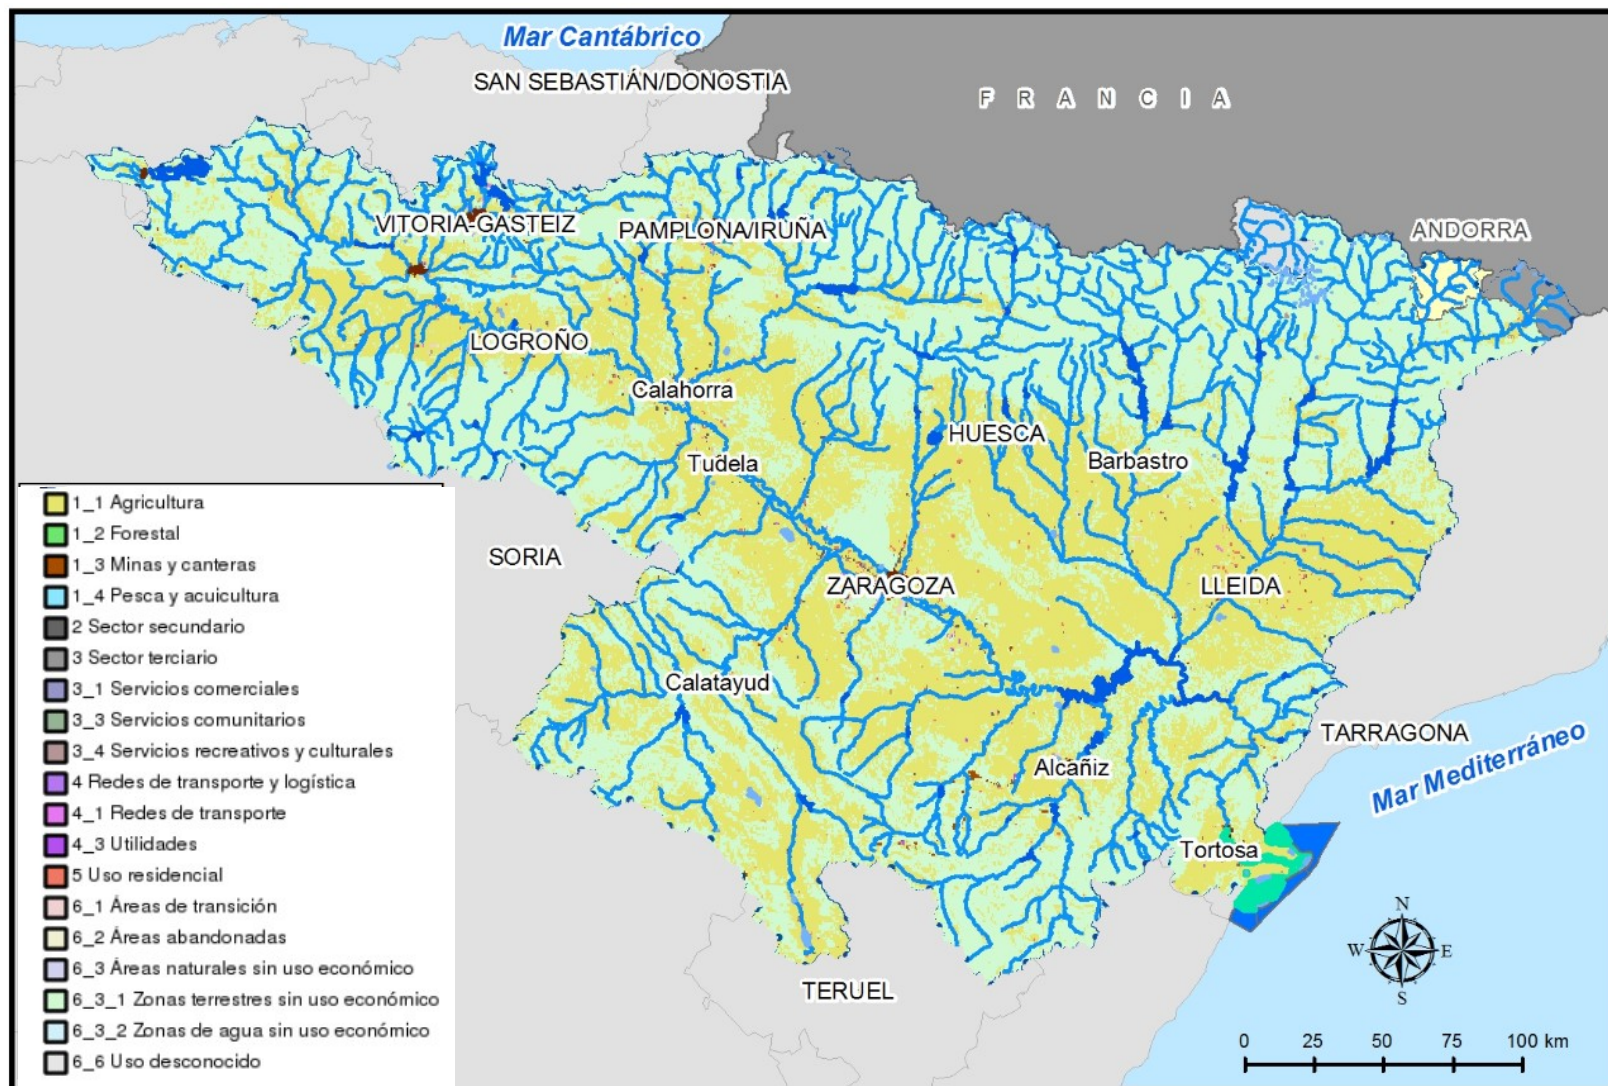 Mar Cantábrico
SAN SEBASTIÁN/DONOSTIA
FRANCIA
VITORIA-GASTEIZ
PAMPLONA/IRUÑA
ANDORRA
LOGROÑO
Calahorra
HUESCA
Tudela
Barbastro
SORIA
ZARAGOZA
LLEIDA
Calatayud
TARRAGONA
Alcañiz
Mar Mediterráneo
Tortosa
TERUEL
1_1 Agricultura
1_2 Forestal
1_3 Minas y canteras
1_4 Pesca y acuicultura
2 Sector secundario
3 Sector terciario
3_1 Servicios comerciales
3_3 Servicios comunitarios
3_4 Servicios recreativos y culturales
4 Redes de transporte y logística
4_1 Redes de transporte
4_3 Utilidades
5 Uso residencial
6_1 Áreas de transición
6_2 Áreas abandonadas
6_3 Áreas naturales sin uso económico
6_3_1 Zonas terrestres sin uso económico
6_3_2 Zonas de agua sin uso económico
6_6 Uso desconocido
N
W E
S
0 25 50 75 100 km